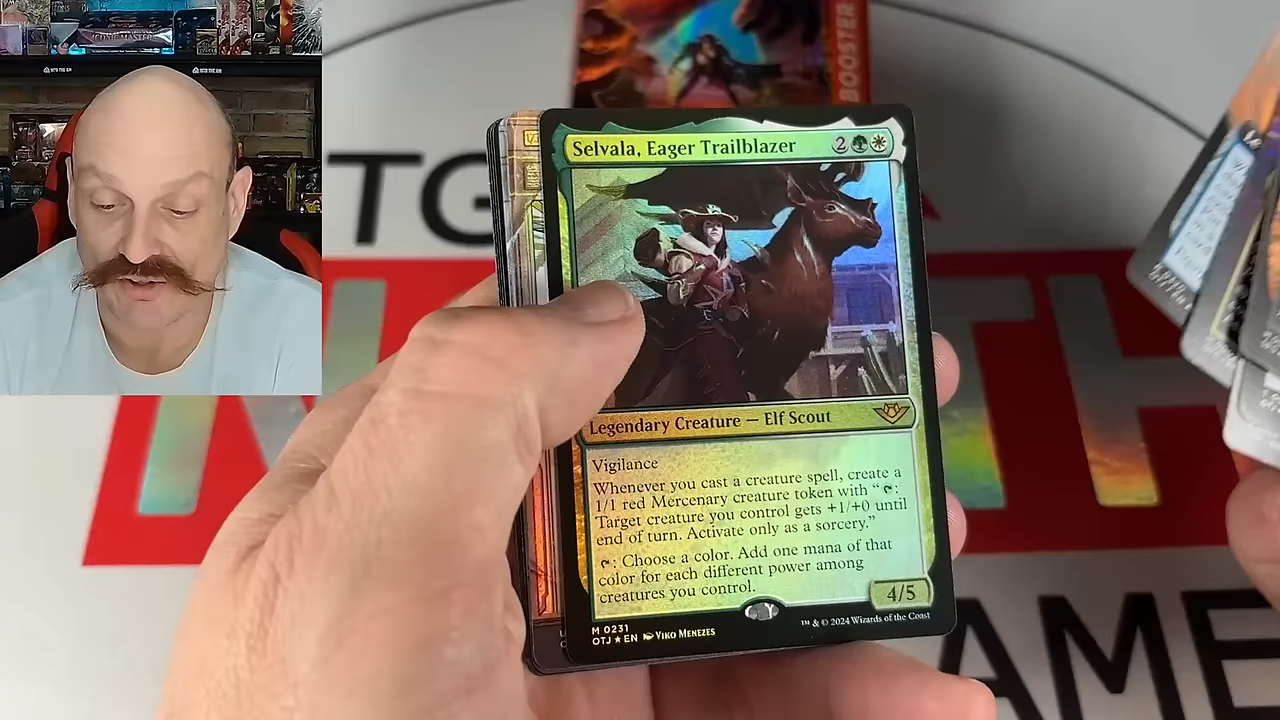 BOOSTER
Selvala, Eager Trailblazer 2
Legendary Creature — Elf Scout
Vigilance
Whenever you cast a creature spell, create a
1/1 red Mercenary creature token with “ :
Target creature you control gets +1/+0 until
end of turn. Activate only as a sorcery.”
: Choose a color. Add one mana of that
color for each different power among
creatures you control.
4/5
M 0231
OTJ ★ EN VIKO MENEZES
™ & © 2024 Wizards of the Coast
TG
AME